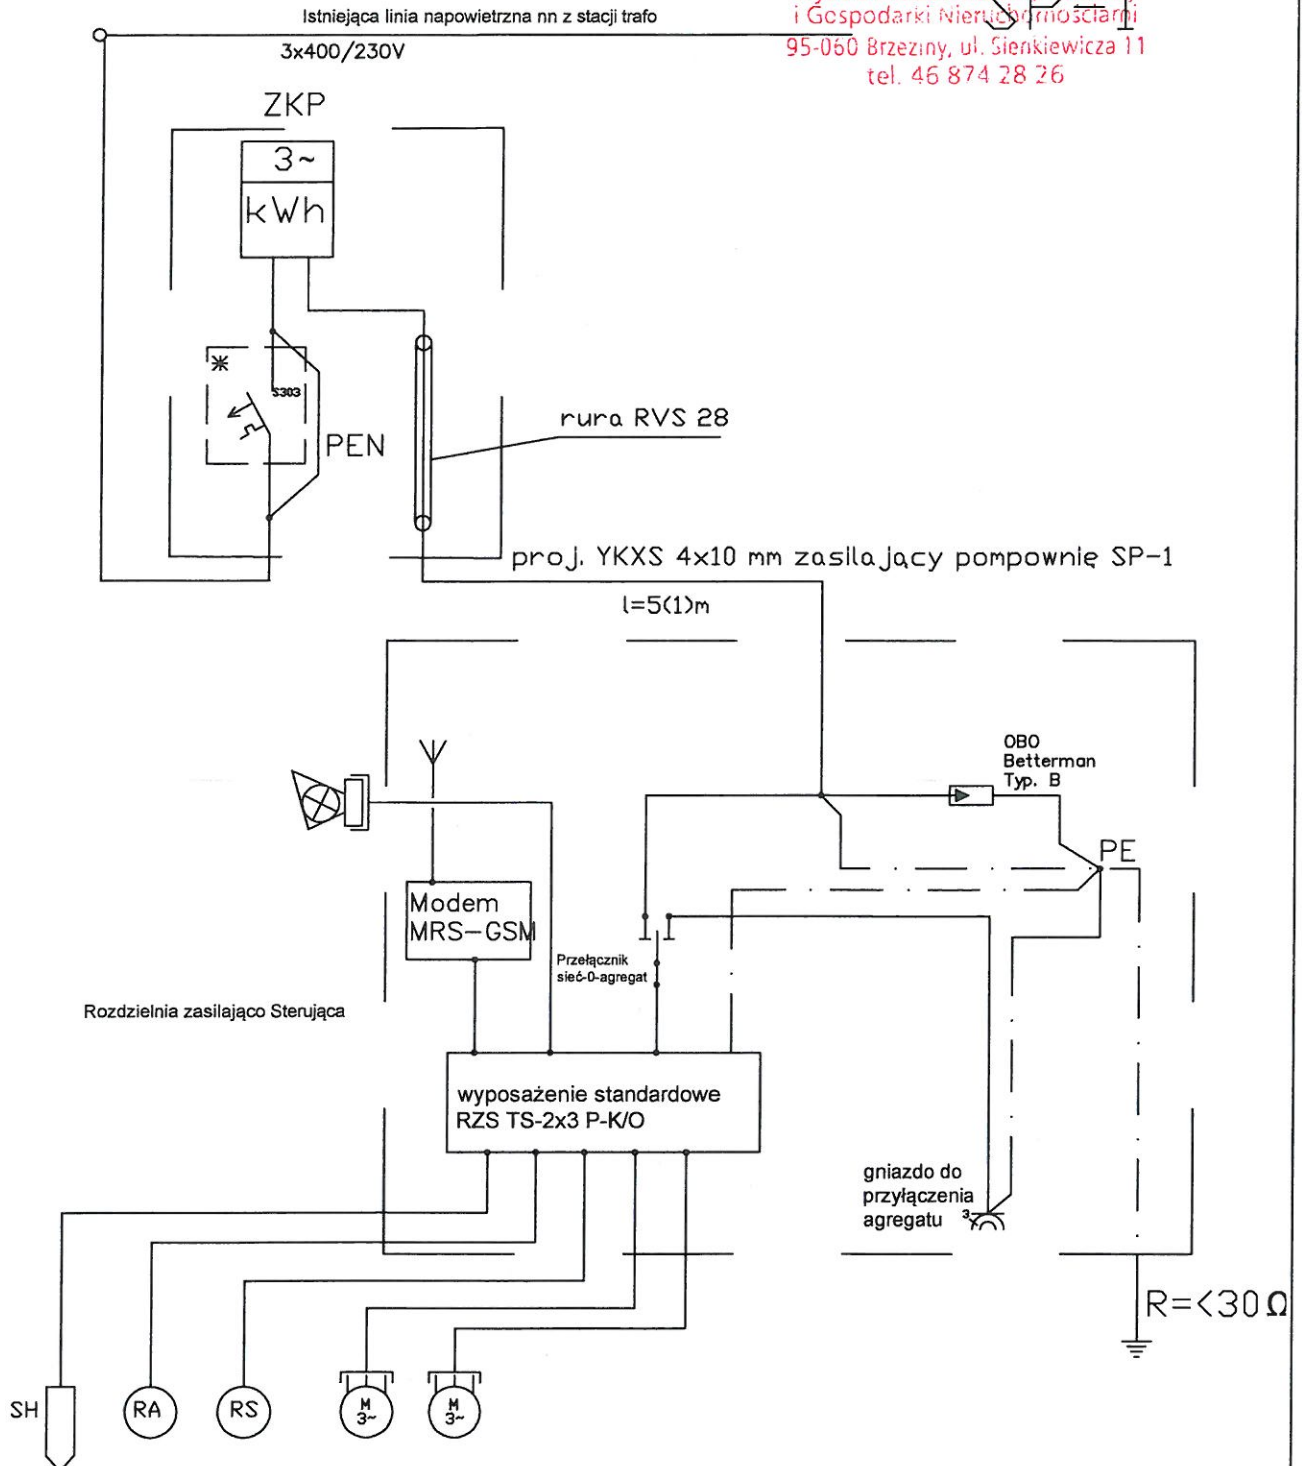 Istniejąca linia napowietrzna nn z stacji trafo
3x400/230V
i Gospodarki Nieruchomościami
95-060 Brzeziny, ul. Sienkiewicza 11
tel. 46 874 28 26
ZKP
3~
kWh
S303
PEN
rura RVS 28
proj. YKXS 4x10 mm zasilający pompownię SP-1
l=5(1)m
OBO
Betterman
Typ. B
PE
Modem
MRS-GSM
Przełącznik
sieć-0-agregat
Rozdzielnia zasilająco Sterująca
wyposażenie standardowe
RZS TS-2x3 P-K/O
gniazdo do
przyłączenia
agregatu
3
R=<30Ω
SH
RA
RS
M
3~
M
3~